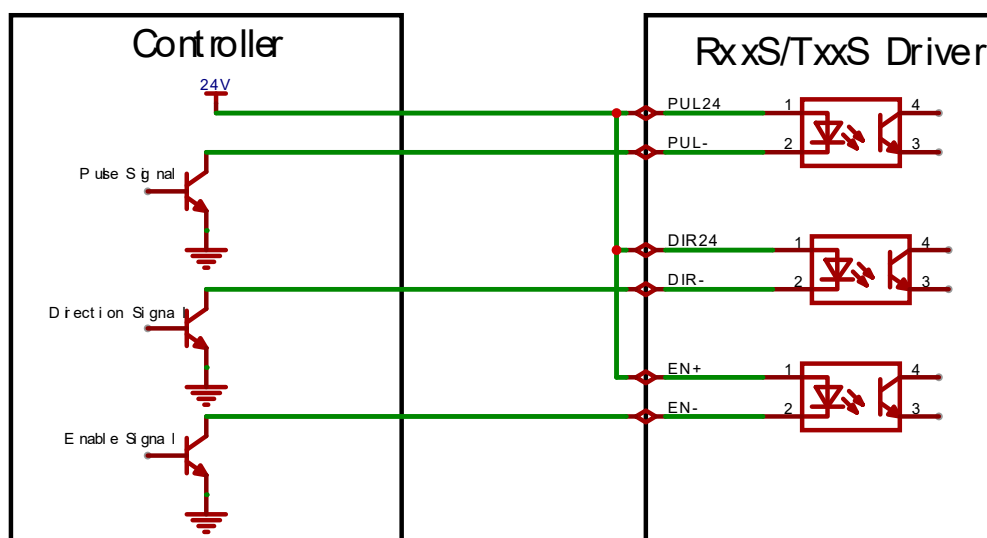 Controller
RxxS/TxxS Driver
24V
PUL24
1
4
PUL-
2
3
Pulse Signal
DIR24
1
4
DIR-
2
3
Direction Signal
EN+
1
4
EN-
2
3
Enable Signal